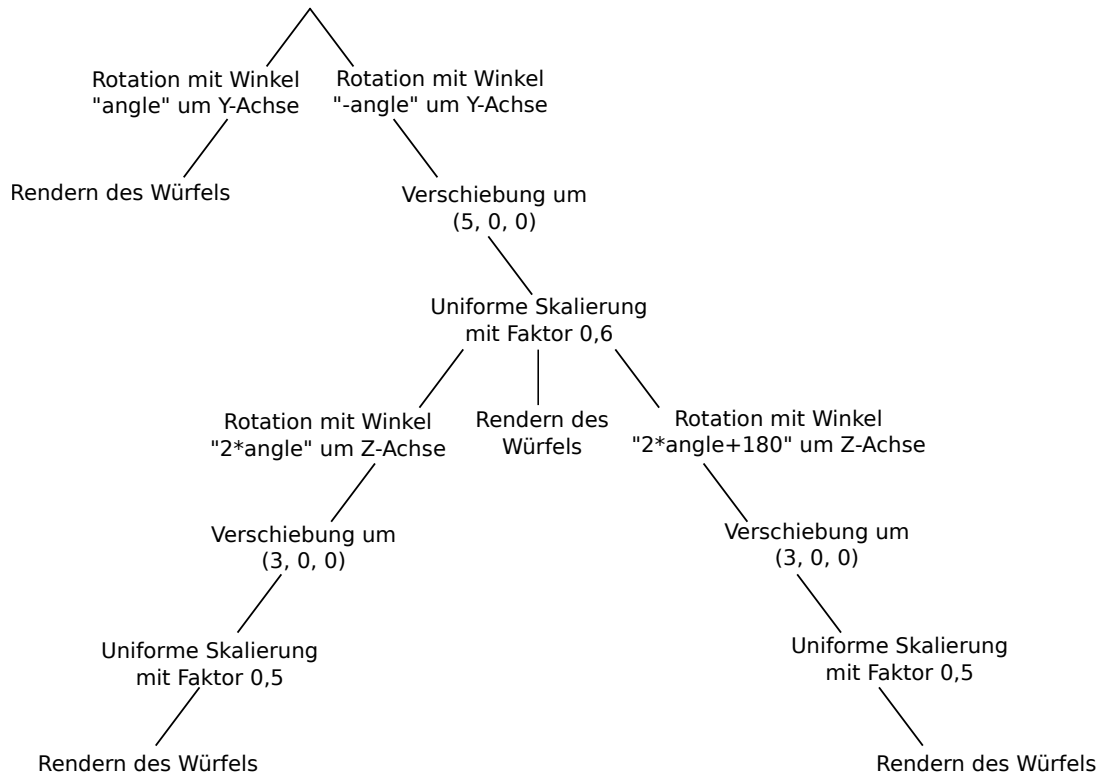 Rotation mit Winkel
"angle" um Y-Achse
Rotation mit Winkel
"-angle" um Y-Achse
Rendern des Würfels
Verschiebung um
(5, 0, 0)
Uniforme Skalierung
mit Faktor 0,6
Rotation mit Winkel
"2*angle" um Z-Achse
Rendern des
Würfels
Rotation mit Winkel
"2*angle+180" um Z-Achse
Verschiebung um
(3, 0, 0)
Verschiebung um
(3, 0, 0)
Uniforme Skalierung
mit Faktor 0,5
Uniforme Skalierung
mit Faktor 0,5
Rendern des Würfels
Rendern des Würfels